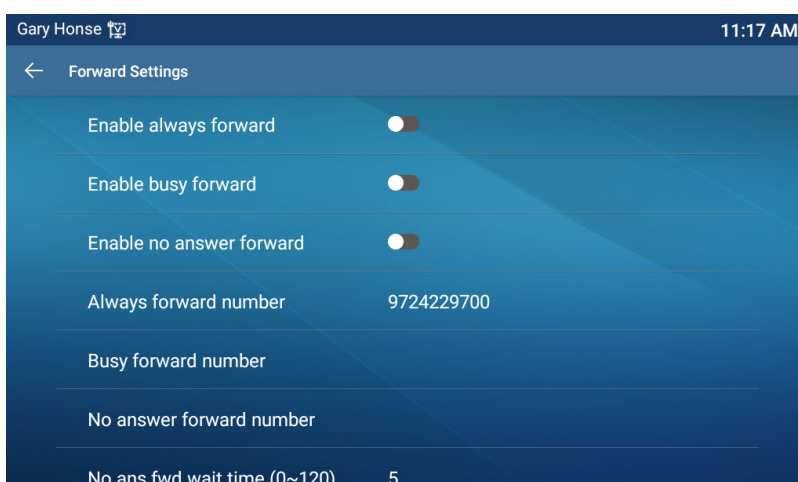 Gary Honse
11:17 AM
Forward Settings
Enable always forward
Enable busy forward
Enable no answer forward
Always forward number 9724229700
Busy forward number
No answer forward number
No ans fwd wait time (0~120) 5